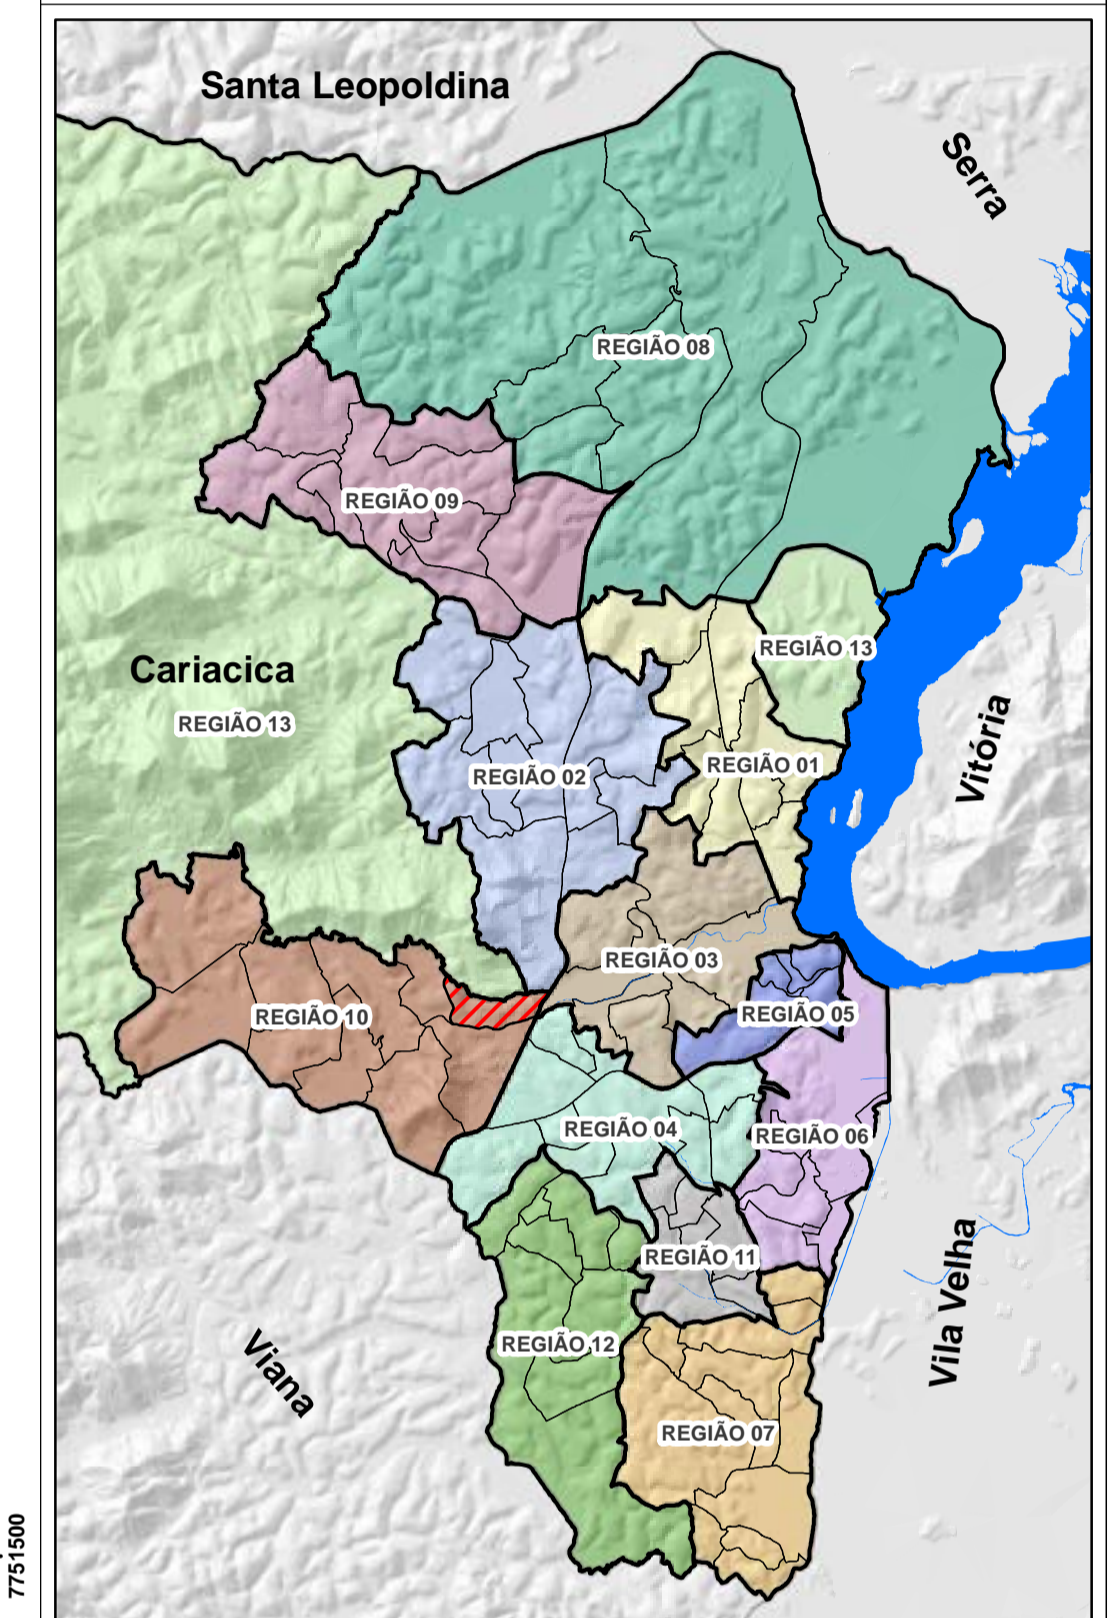 Santa Leopoldina
Serra
REGIÃO 08
REGIÃO 09
REGIÃO 13
Cariacica
REGIÃO 13
Vitória
REGIÃO 01
REGIÃO 02
REGIÃO 03
REGIÃO 05
REGIÃO 10
REGIÃO 04
REGIÃO 06
REGIÃO 11
Vila Velha
REGIÃO 12
Viana
REGIÃO 07
7751500